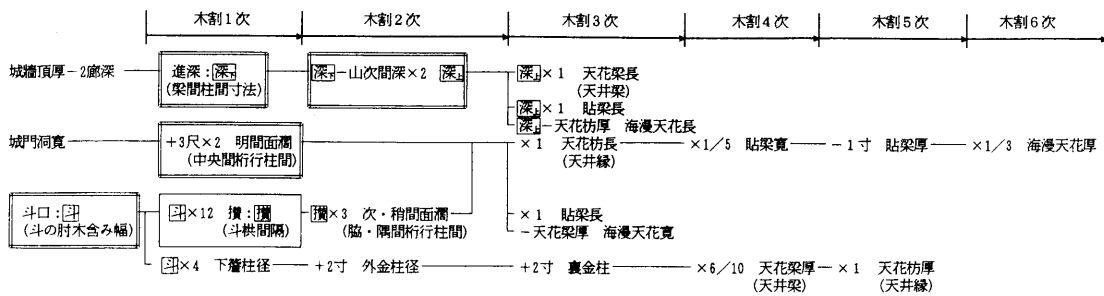 木割1次 木割2次 木割3次 木割4次 木割5次 木割6次
城牆頂厚－2廊深 進深：深下 深下－山次間深×2 深上 深上×1 天花梁長
(梁間柱間寸法) (天井梁)
深上×1 貼梁長
深上－天花枋厚 海漫天花長
城門洞寛 ＋3尺×2 明間面濶 ×1 天花枋長 ×1/5 貼梁寛 －1寸 貼梁厚 ×1/3 海漫天花厚
(中央間桁行柱間) (天井縁)
斗口：斗 斗×12 攅：攅 攅×3 次・稍間面濶 ×1 貼梁長
(斗の肘木含み幅) (斗栱間隔) (脇・隅間桁行柱間) －天花梁厚 海漫天花寛
斗×4 下簷柱径 ＋2寸 外金柱径 ＋2寸 裏金柱 ×6/10 天花梁厚 ×1 天花枋厚
(天井梁) (天井縁)